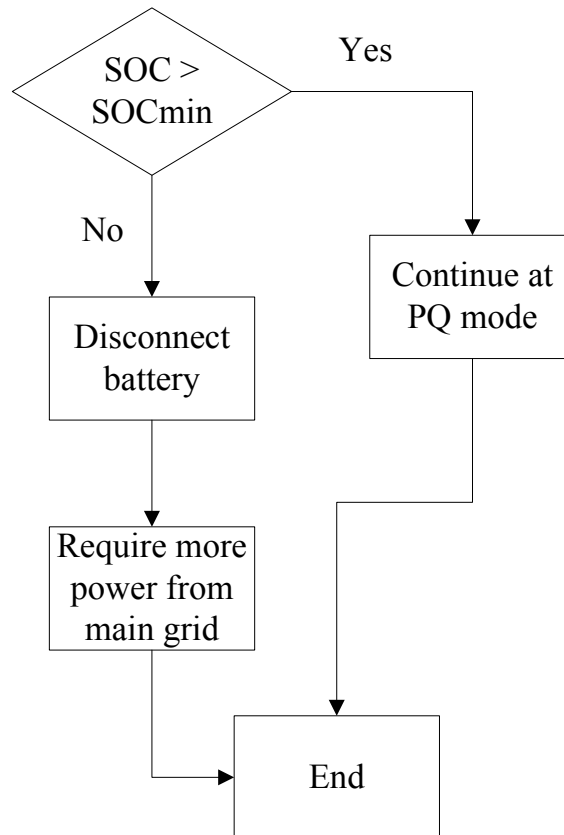 SOC >
SOCmin
Yes
No
Continue at
PQ mode
Disconnect
battery
Require more
power from
main grid
End